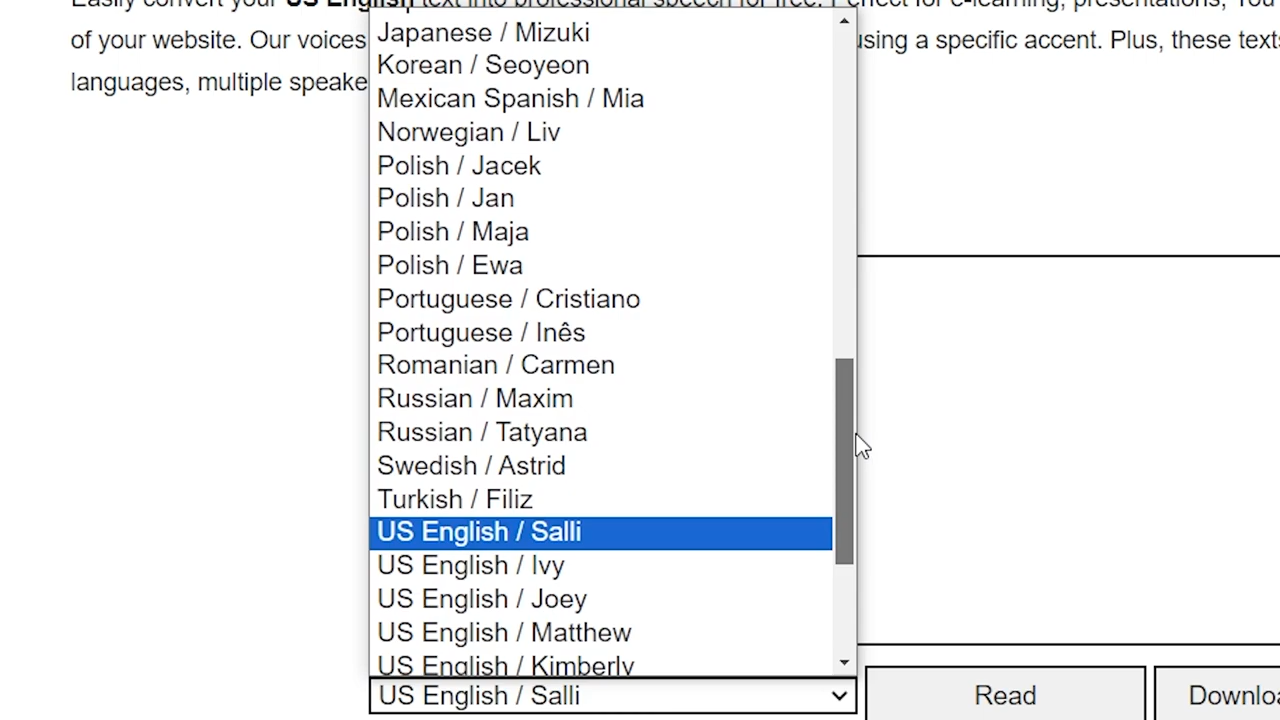 Easily convert your US English text into professional speech for free. Perfect for e-learning, presentations, You
of your website. Our voices
using a specific accent. Plus, these texts
languages, multiple speake
Japanese / Mizuki
Korean / Seoyeon
Mexican Spanish / Mia
Norwegian / Liv
Polish / Jacek
Polish / Jan
Polish / Maja
Polish / Ewa
Portuguese / Cristiano
Portuguese / Inês
Romanian / Carmen
Russian / Maxim
Russian / Tatyana
Swedish / Astrid
Turkish / Filiz
US English / Salli
US English / Ivy
US English / Joey
US English / Matthew
US English / Kimberly
US English / Salli
Read
Downloa